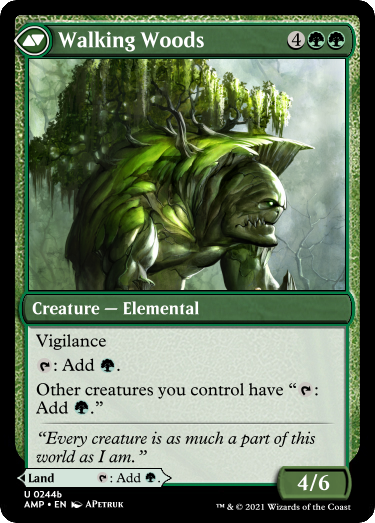 Walking Woods 4
Creature — Elemental
Vigilance
: Add .
Other creatures you control have “ :
Add .”
“Every creature is as much a part of this
world as I am.”
Land : Add .
4/6
U 0244b
AMP • EN APETRUK
™ & © 2021 Wizards of the Coast